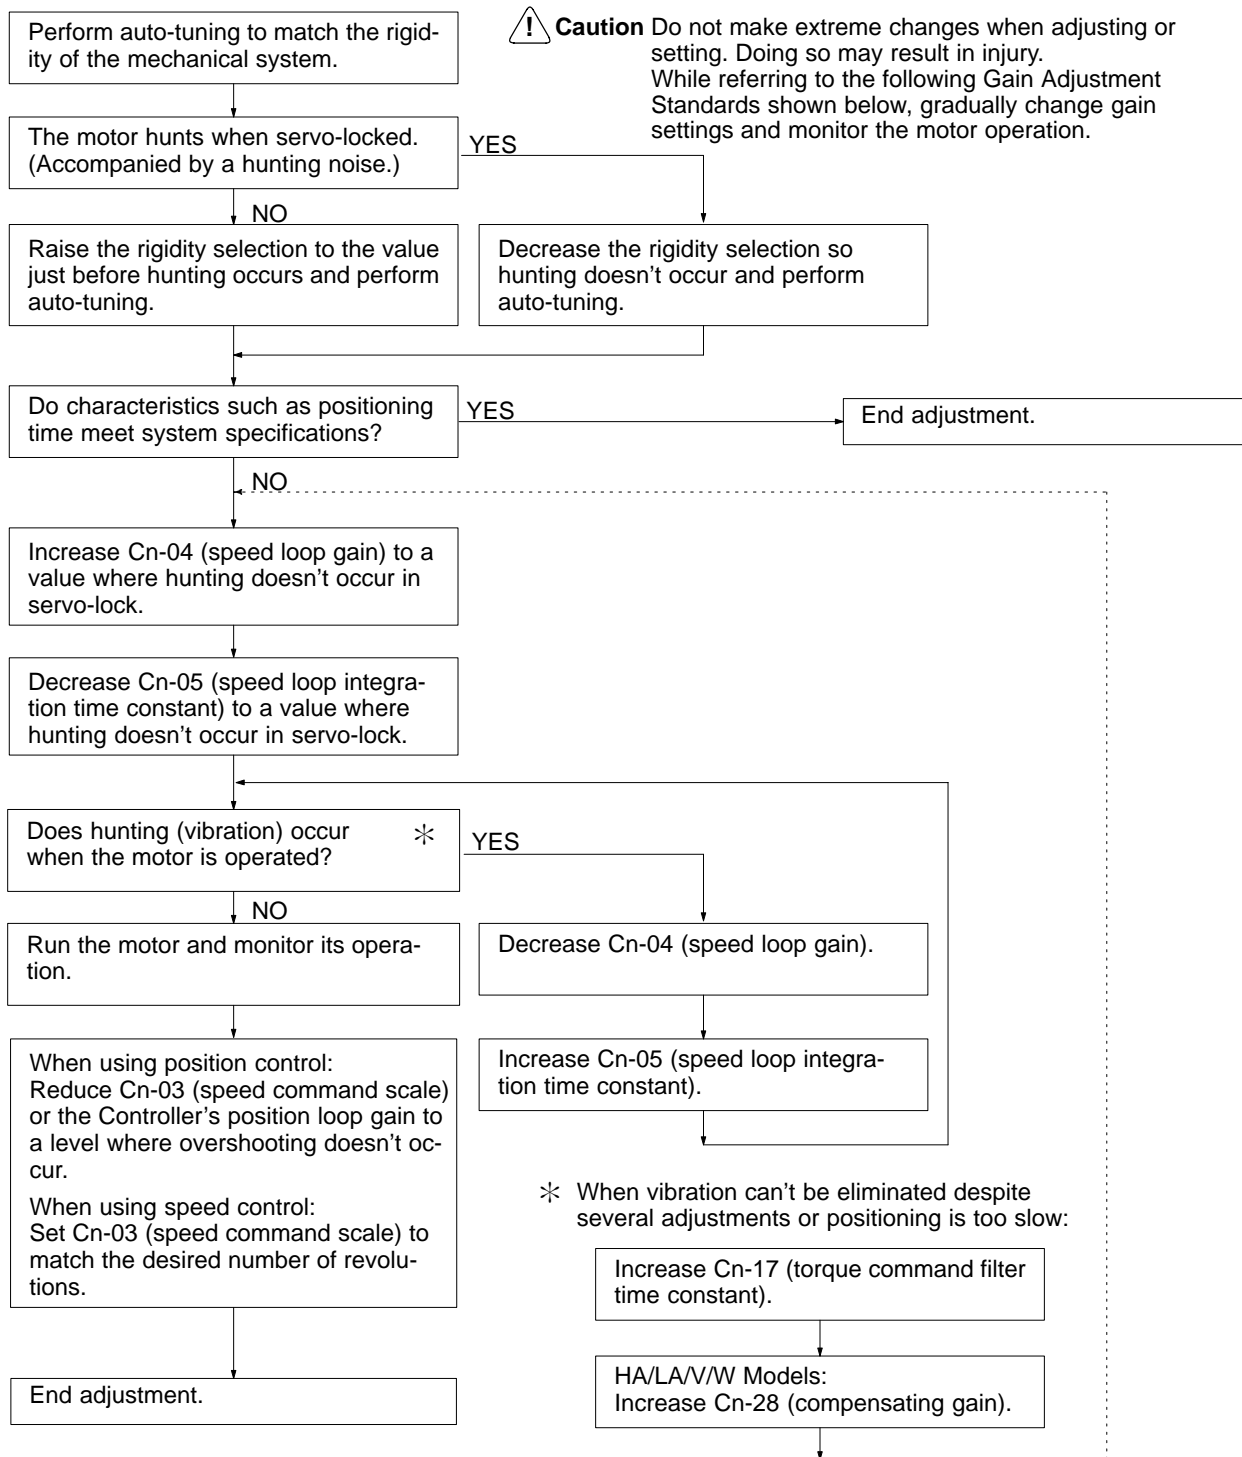 Perform auto-tuning to match the rigid-
ity of the mechanical system.
! Caution Do not make extreme changes when adjusting or
setting. Doing so may result in injury.
While referring to the following Gain Adjustment
Standards shown below, gradually change gain
settings and monitor the motor operation.
The motor hunts when servo-locked.
(Accompanied by a hunting noise.)
YES
NO
Raise the rigidity selection to the value
just before hunting occurs and perform
auto-tuning.
Decrease the rigidity selection so
hunting doesn't occur and perform
auto-tuning.
Do characteristics such as positioning
time meet system specifications?
YES
End adjustment.
NO
Increase Cn-04 (speed loop gain) to a
value where hunting doesn't occur in
servo-lock.
Decrease Cn-05 (speed loop integra-
tion time constant) to a value where
hunting doesn't occur in servo-lock.
Does hunting (vibration) occur *
when the motor is operated?
YES
NO
Run the motor and monitor its opera-
tion.
Decrease Cn-04 (speed loop gain).
Increase Cn-05 (speed loop integra-
tion time constant).
When using position control:
Reduce Cn-03 (speed command scale)
or the Controller's position loop gain to
a level where overshooting doesn't oc-
cur.
When using speed control:
Set Cn-03 (speed command scale) to
match the desired number of revolu-
tions.
End adjustment.
* When vibration can't be eliminated despite
several adjustments or positioning is too slow:
Increase Cn-17 (torque command filter
time constant).
HA/LA/V/W Models:
Increase Cn-28 (compensating gain).